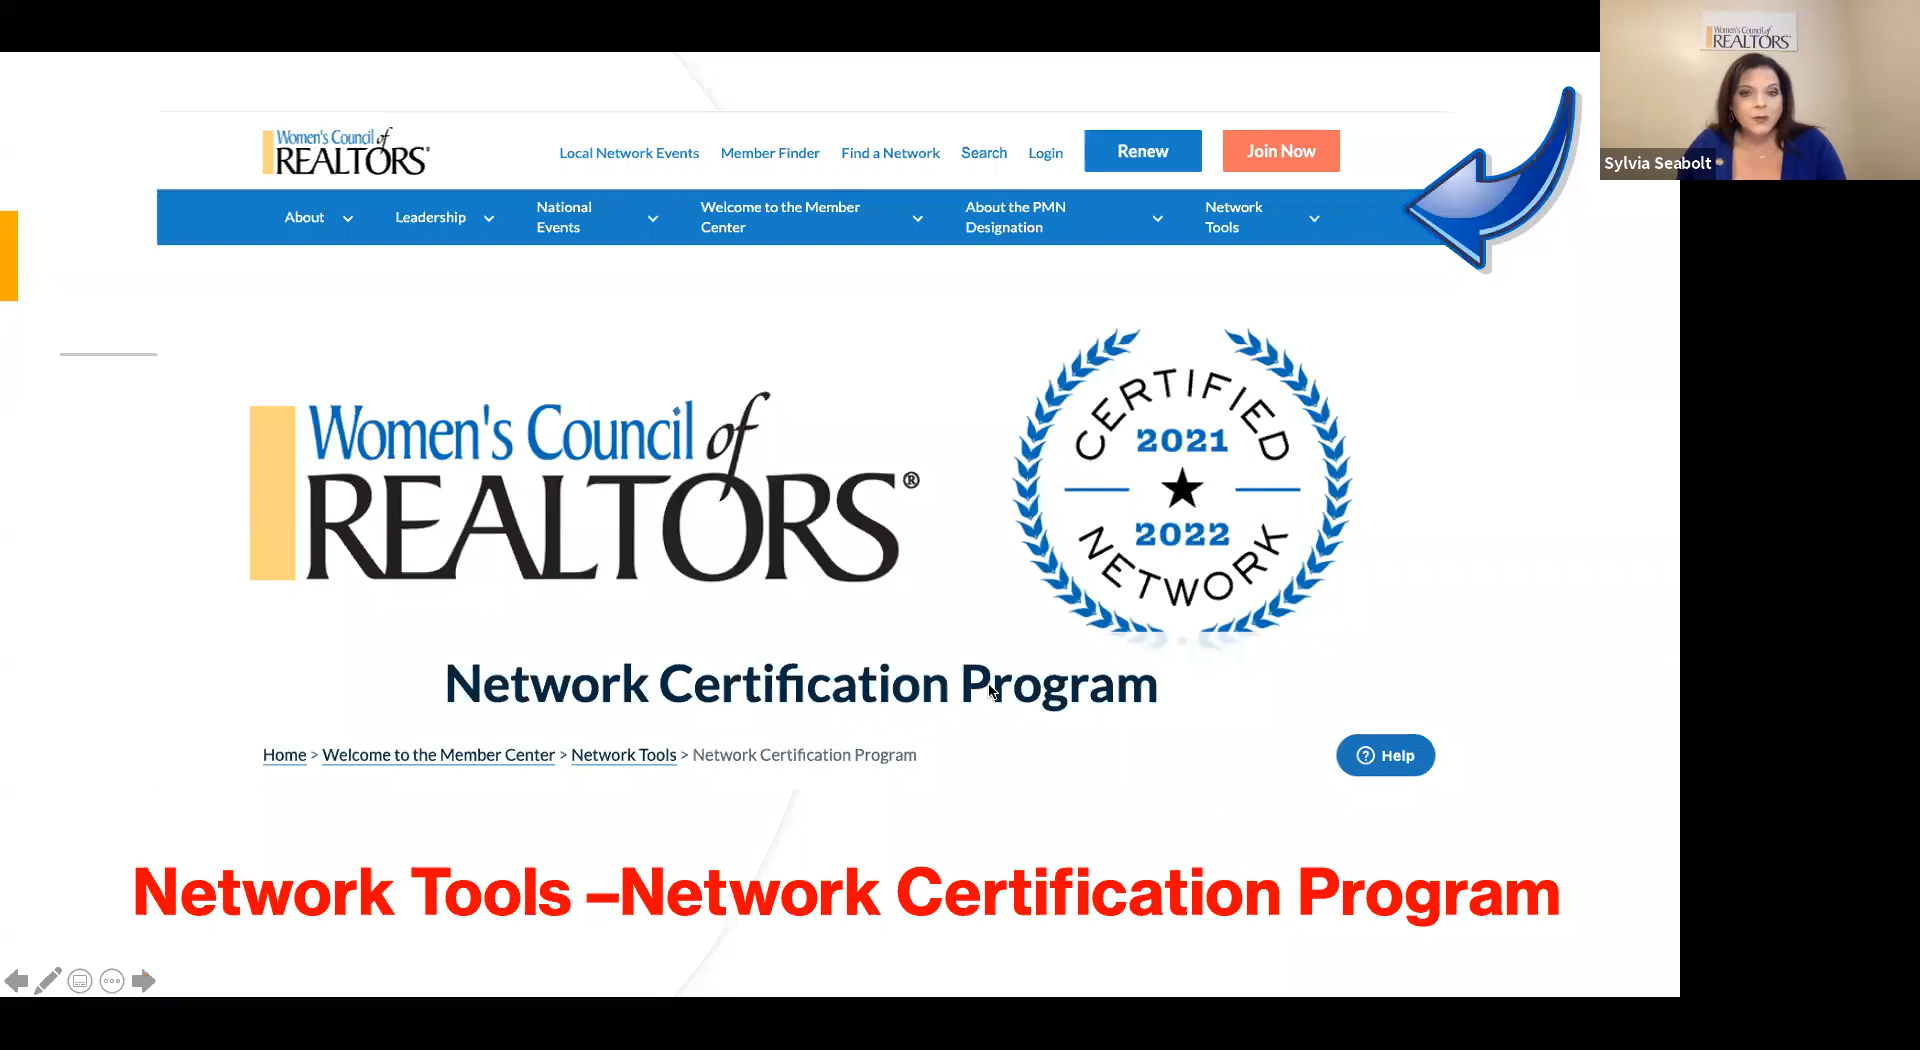 Women's Council of
REALTORS®
Local Network Events Member Finder Find a Network Search Login Renew Join Now
About Leadership National Events Welcome to the Member Center About the PMN Designation Network Tools
Women's Council of
REALTORS®
CERTIFIED
2021
2022
NETWORK
Network Certification Program
Home > Welcome to the Member Center > Network Tools > Network Certification Program
Help
Network Tools –Network Certification Program
Women's Council of
REALTORS
Sylvia Seabolt